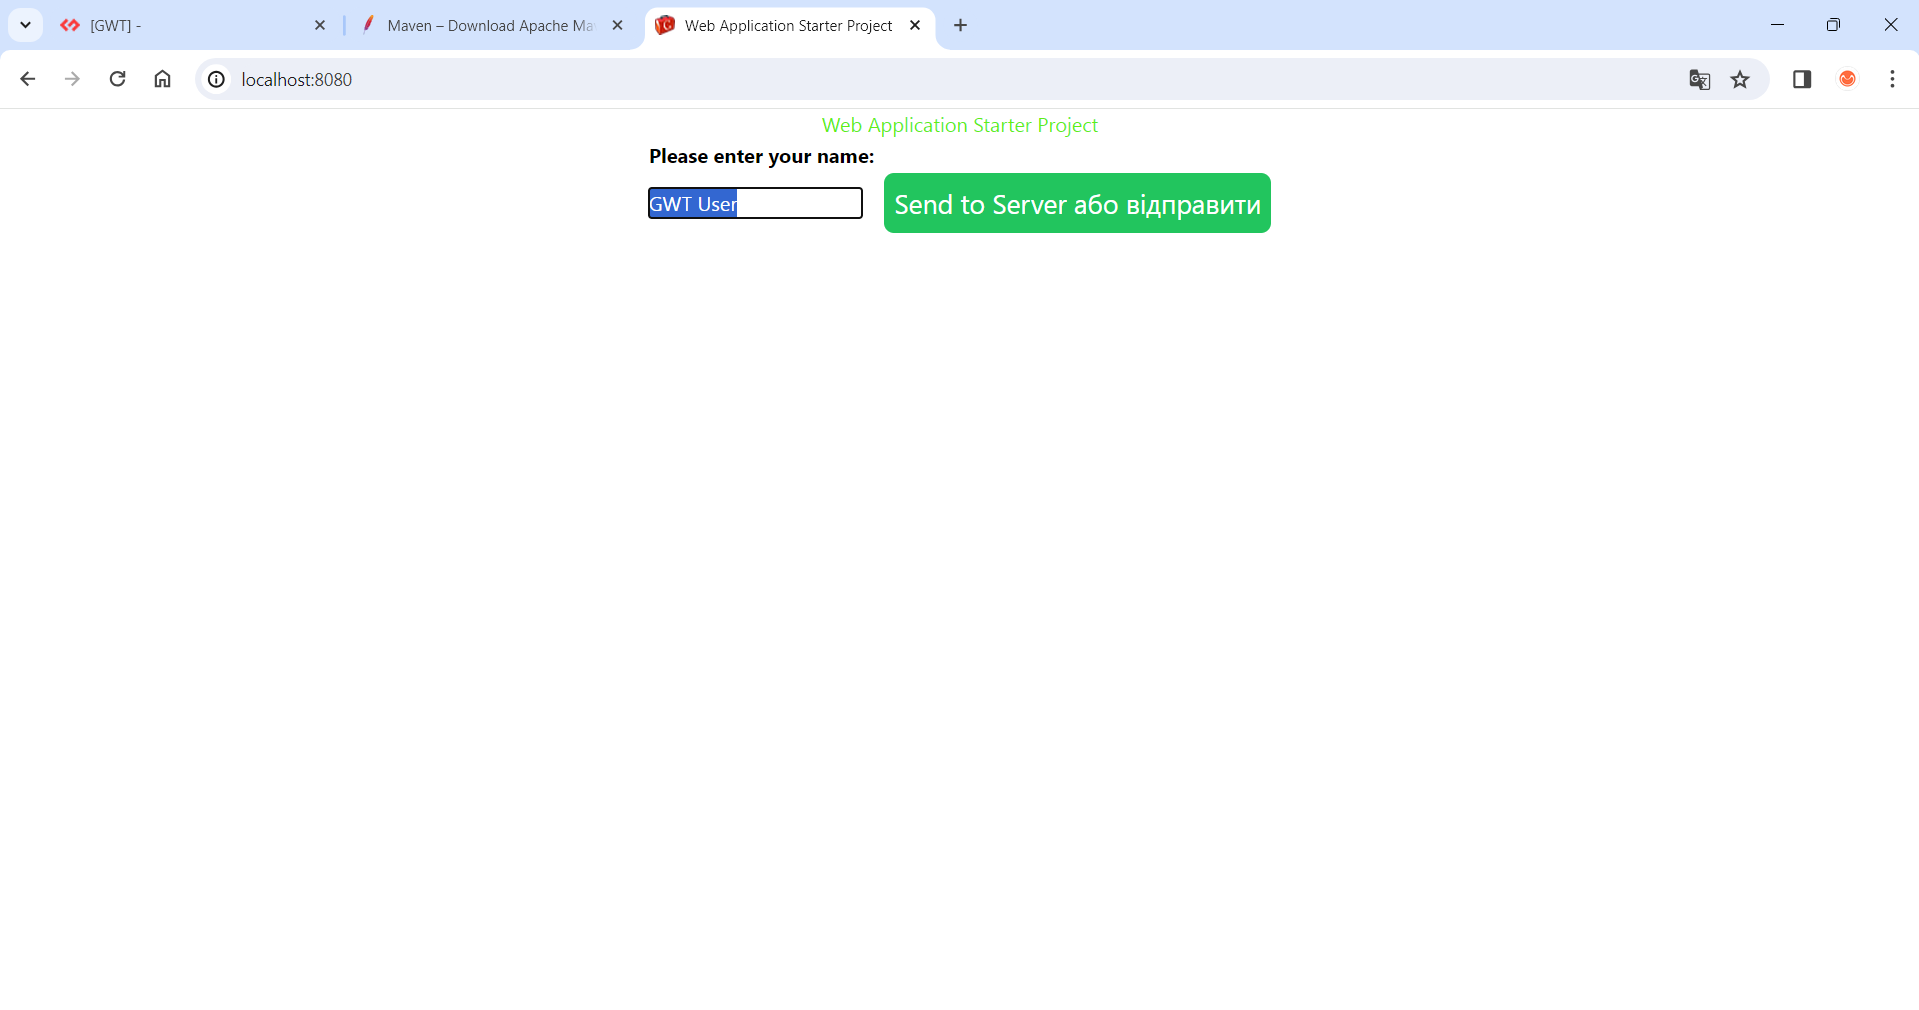 [GWT] -
Maven – Download Apache Ma
Web Application Starter Project
localhost:8080
Web Application Starter Project
Please enter your name:
GWT User
Send to Server або відправити